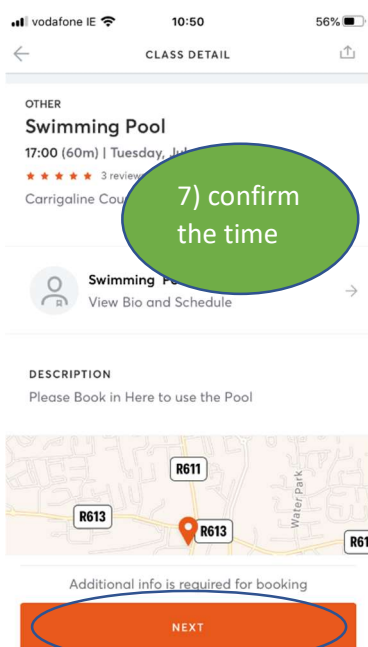 vodafone IE 10:50 56%
CLASS DETAIL
OTHER
Swimming Pool
17:00 (60m) | Tuesday,
3
Carrigaline
7) confirm
the time
Swimming
View Bio and Schedule
DESCRIPTION
Please Book in Here to use the Pool
R611
Water Park
R613
R613
Additional info is required for booking
NEXT